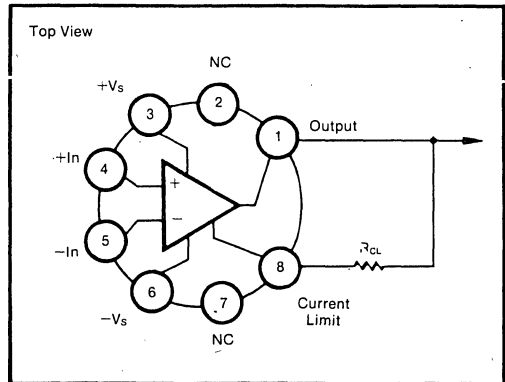 Top View
NC
+Vs
3
2
1
Output
+In
4
+
−
5
−In
6
7
8
RCL
−Vs
NC
Current
Limit